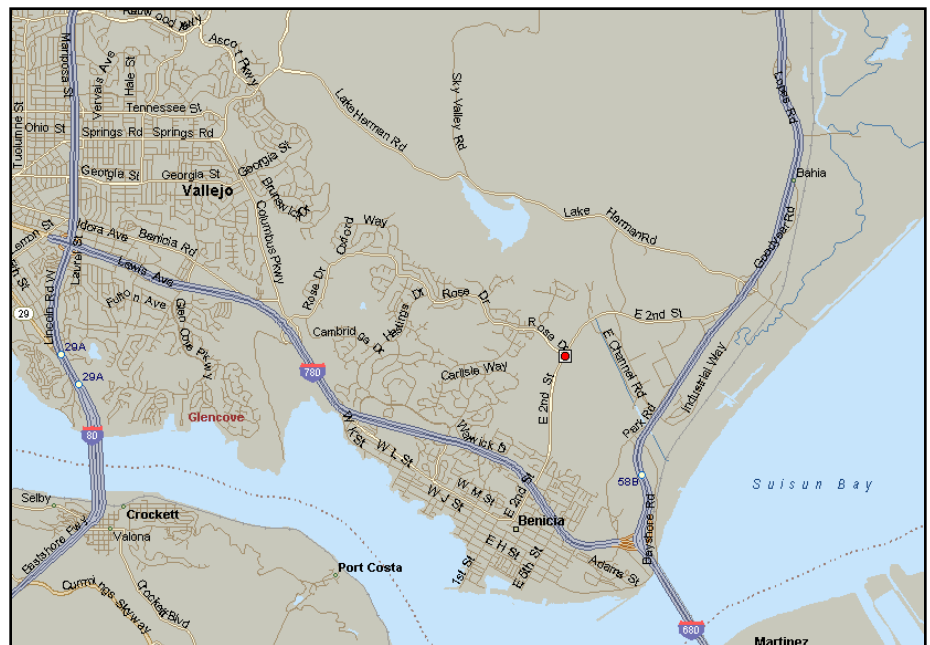 Redwood Pkwy
Ascot Pkwy
Mariposa St
Vervais Ave
Hale St
Tuolumne St
Tennessee St
Ohio St
Springs Rd
Springs Rd
Georgia St
Georgia St
Georgia St
Vallejo
Brunswick Dr
Columbus Pkwy
Lake Herman Rd
Sky Valley Rd
Lopes Rd
Bahia
Lake
Herman Rd
Goodyear Rd
Oxford Way
Rose Dr
Lemon St
Idora Ave
Benicia Rd
Laurel St
Lewis Ave
5th St
Lincoln Rd W
Fulton Ave
Glen Cove Pkwy
29
29A
29A
Glencove
80
780
Cambridge Dr
Hastings Dr
Rose Dr
Rose Dr
E 2nd St
E 2nd St
Carlisle Way
E Channel Rd
Industrial Way
Park Rd
Warwick D
W K St
W L St
W M St
W J St
E 2nd St
58B
Bayshore Rd
Suisun Bay
Benicia
E H St
1st St
E 5th St
Adams St
Selby
Crockett
Valona
Eastshore Fwy
Cummings Skyway
Crockett Blvd
Port Costa
680
Martinez